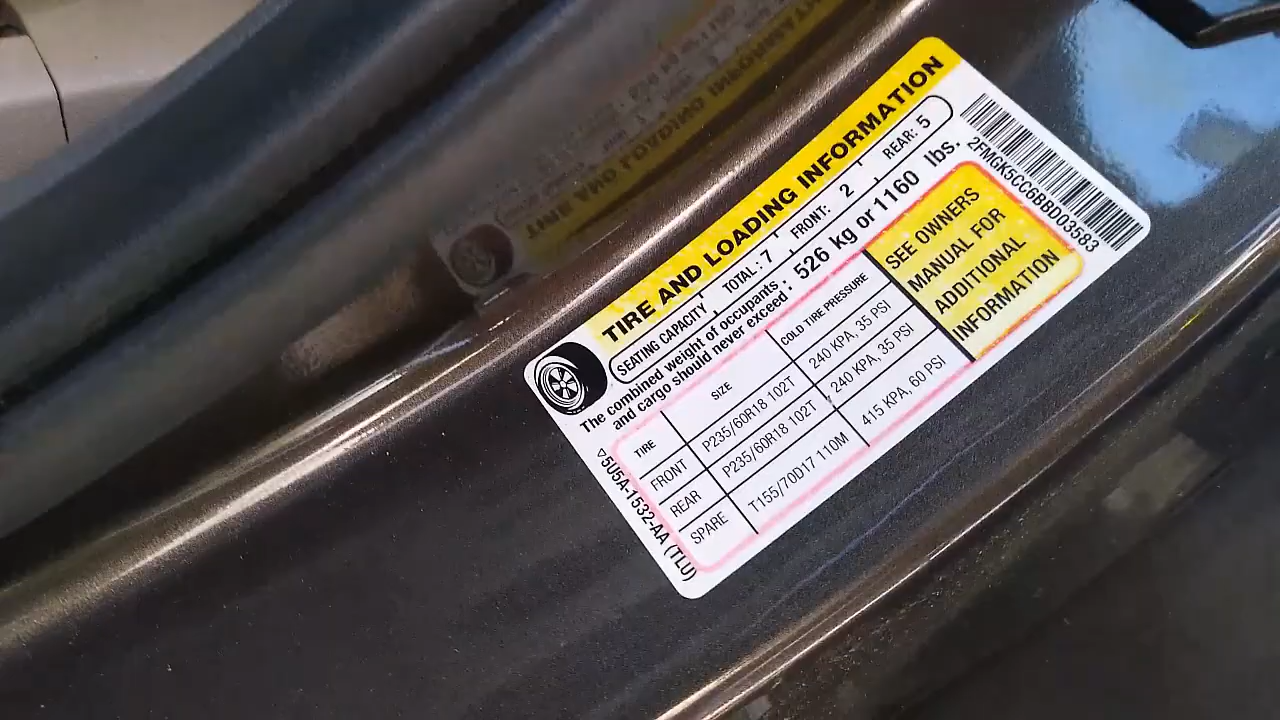 TIRE AND LOADING INFORMATION
SEATING CAPACITY , TOTAL: 7 , FRONT: 2 , REAR: 5
The combined weight of occupants
and cargo should never exceed : 526 kg or 1160 lbs.
TIRE SIZE COLD TIRE PRESSURE
FRONT P235/60R18 102T 240 KPA, 35 PSI
REAR P235/60R18 102T 240 KPA, 35 PSI
SPARE T155/70D17 110M 415 KPA, 60 PSI
SEE OWNERS
MANUAL FOR
ADDITIONAL
INFORMATION
2FMGK5CC6BBD03583
▽5U5A-1532-AA (TLU)